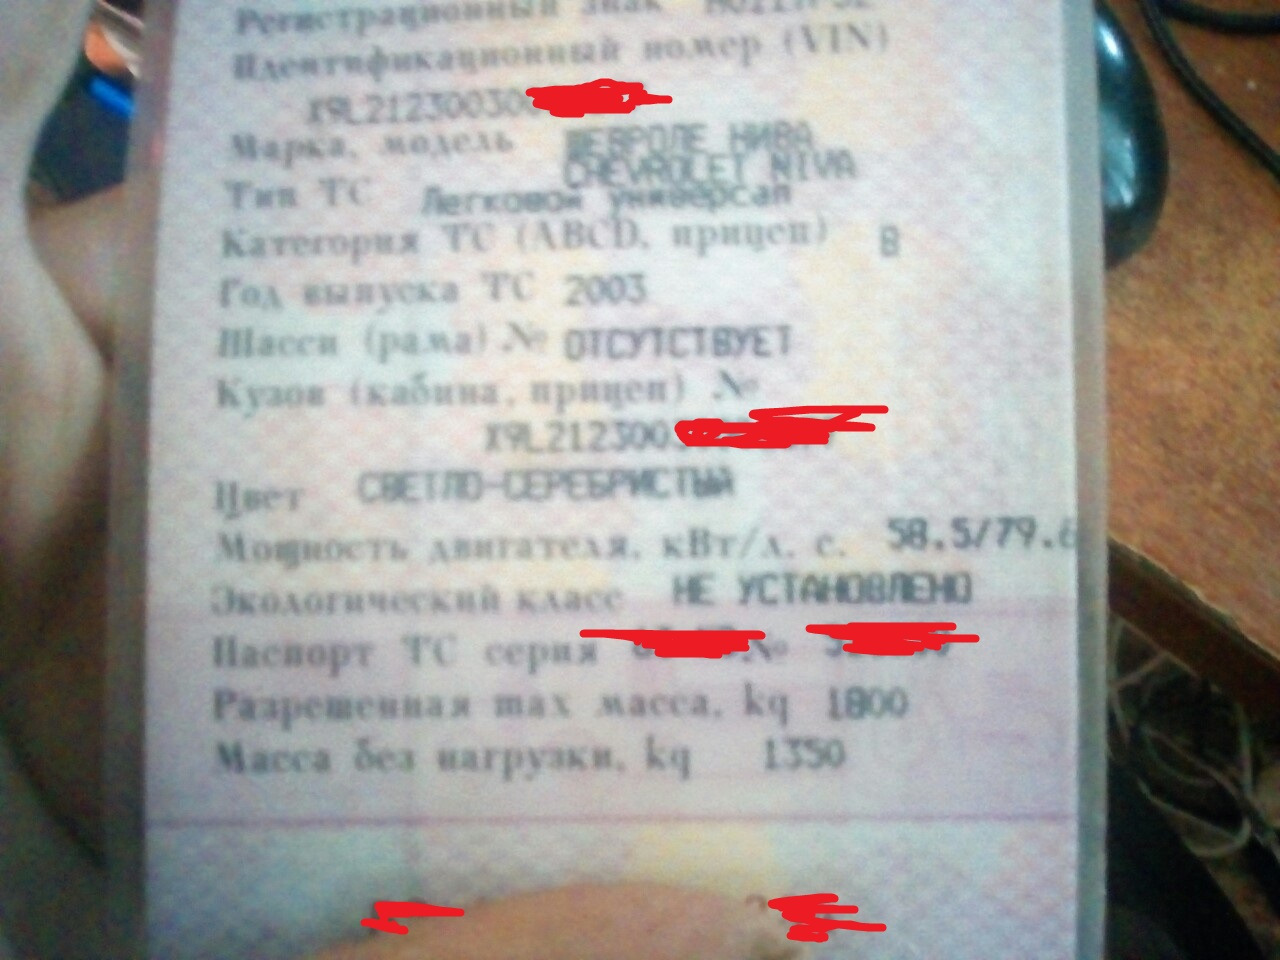 Регистрационный знак
Идентификационный номер (VIN)
X9L21230030
Марка, модель ШЕВРОЛЕ НИВА
CHEVROLET NIVA
Тип ТС Легковой универсал
Категория ТС (ABCD, прицеп) B
Год выпуска ТС 2003
Шасси (рама) № ОТСУТСТВУЕТ
Кузов (кабина, прицеп) №
X9L212300
Цвет СВЕТЛО-СЕРЕБРИСТЫЙ
Мощность двигателя, кВт/л. с. 58.5/79.6
Экологический класс НЕ УСТАНОВЛЕНО
Паспорт ТС серия №
Разрешенная max масса, kg 1800
Масса без нагрузки, kg 1350